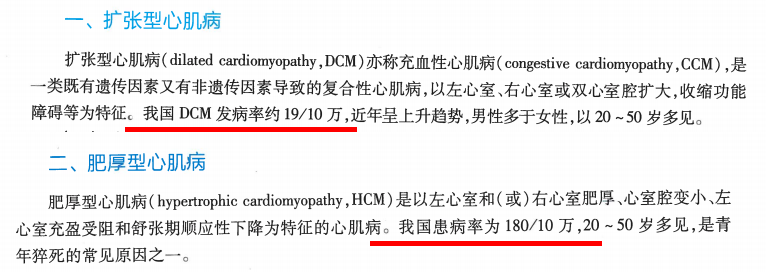 一、扩张型心肌病
扩张型心肌病(dilated cardiomyopathy,DCM)亦称充血性心肌病(congestive cardiomyopathy,CCM),是
一类既有遗传因素又有非遗传因素导致的复合性心肌病,以左心室、右心室或双心室腔扩大,收缩功能
障碍等为特征。我国 DCM 发病率约 19/10 万,近年呈上升趋势,男性多于女性,以 20 ~ 50 岁多见。
二、肥厚型心肌病
肥厚型心肌病(hypertrophic cardiomyopathy,HCM)是以左心室和(或)右心室肥厚、心室腔变小、左
心室充盈受阻和舒张期顺应性下降为特征的心肌病。我国患病率为 180/10 万,20 ~ 50 岁多见,是青
年猝死的常见原因之一。